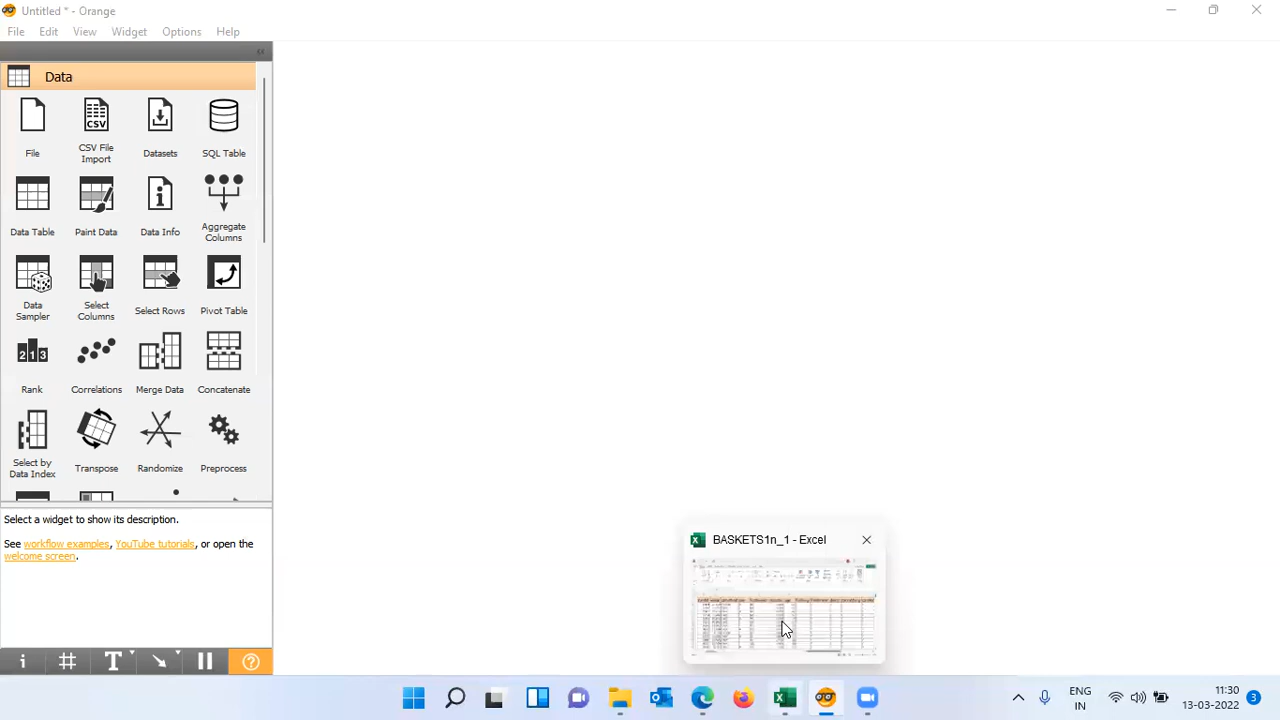 Untitled * - Orange
File Edit View Widget Options Help
Data
File
CSV File
Import
Datasets
SQL Table
Data Table
Paint Data
Data Info
Aggregate
Columns
Data
Sampler
Select
Columns
Select Rows
Pivot Table
Rank
Correlations
Merge Data
Concatenate
Select by
Data Index
Transpose
Randomize
Preprocess
Select a widget to show its description.
See workflow examples, YouTube tutorials, or open the
welcome screen.
BASKETS1n_1 - Excel
ENG
IN
11:30
13-03-2022
3